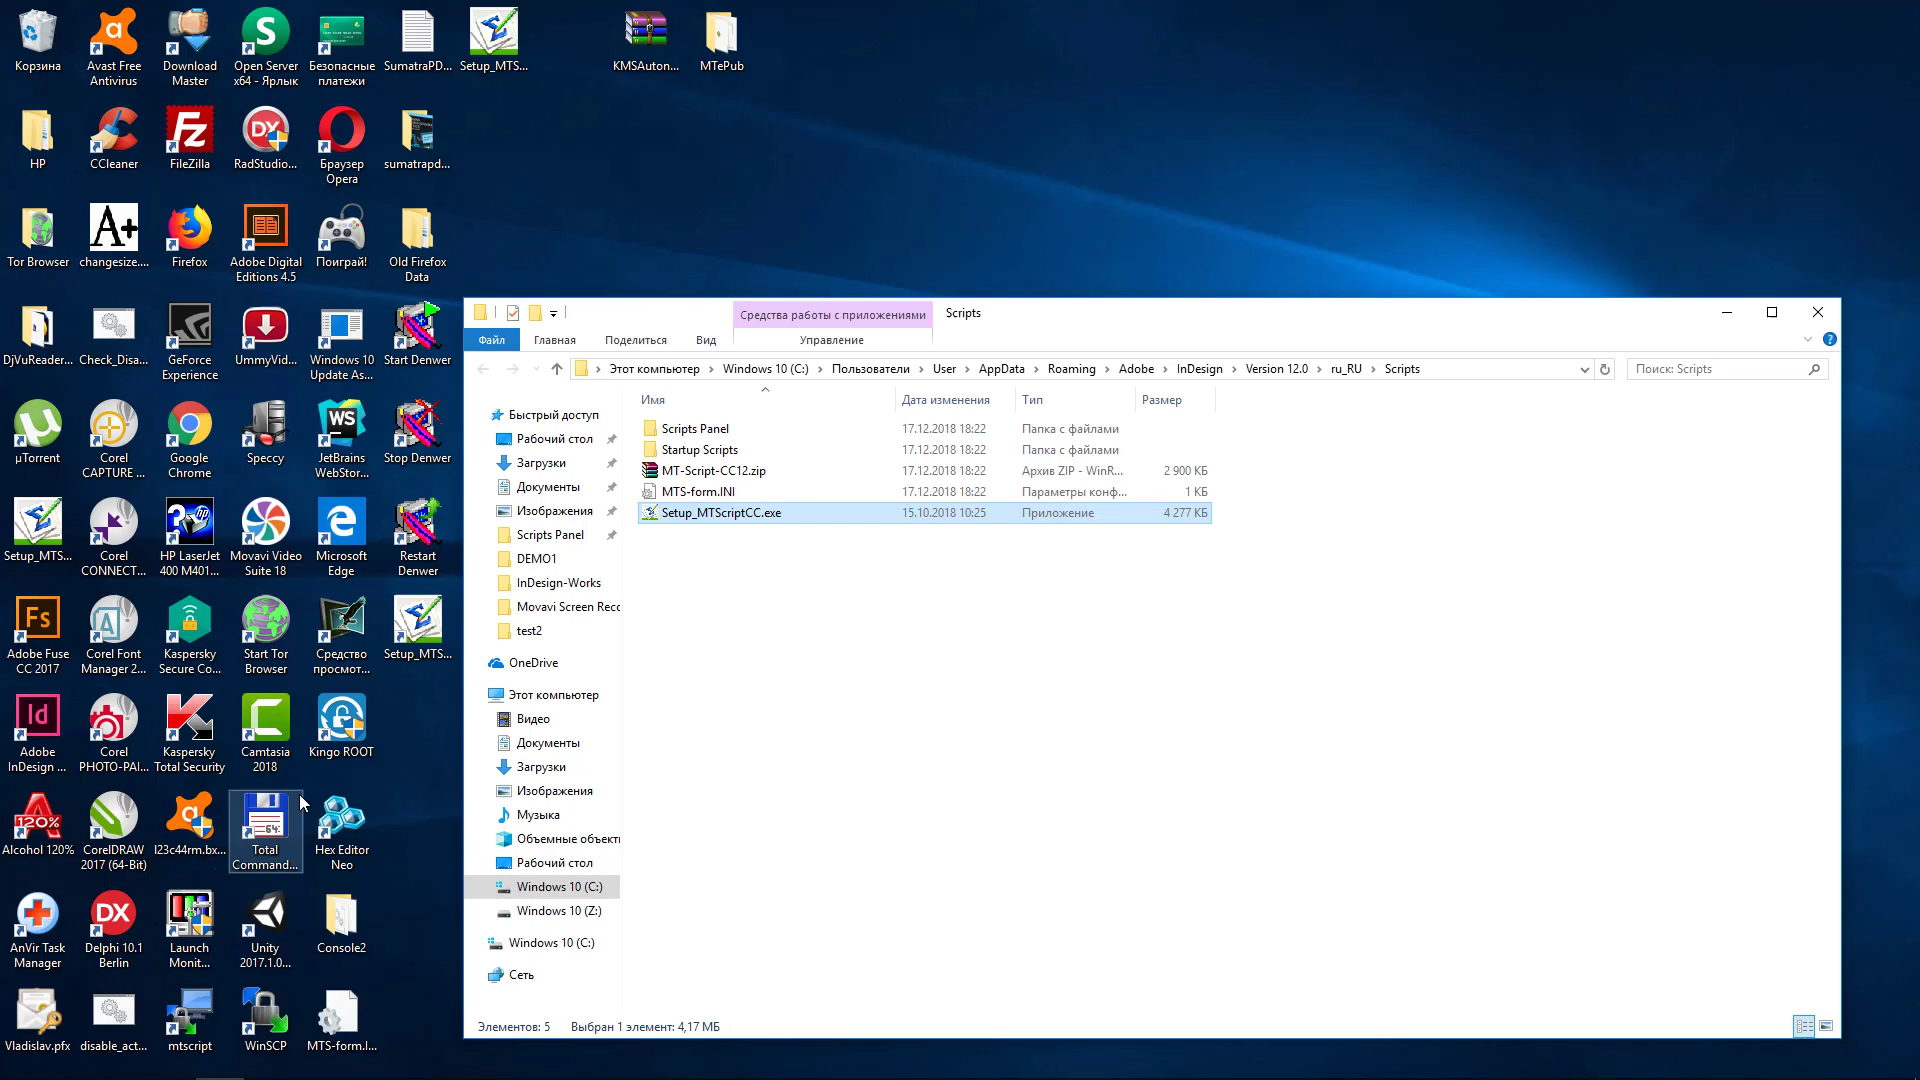 Корзина
Avast Free
Antivirus
Download
Master
Open Server
x64 - Ярлык
Безопасные
платежи
SumatraPD...
Setup_MTS...
KMSAuton...
MTePub
HP
CCleaner
FileZilla
RadStudio...
Браузер
Opera
sumatrapd...
Tor Browser
changesize....
Firefox
Adobe Digital
Editions 4.5
Поиграй!
Old Firefox
Data
DjVuReader...
Check_Disa...
GeForce
Experience
UmmyVid...
Windows 10
Update As...
Start Denwer
µTorrent
Corel
CAPTURE ...
Google
Chrome
Speccy
JetBrains
WebStor...
Stop Denwer
Setup_MTS...
Corel
CONNECT...
HP LaserJet
400 M401...
Movavi Video
Suite 18
Microsoft
Edge
Restart
Denwer
Adobe Fuse
CC 2017
Corel Font
Manager 2...
Kaspersky
Secure Co...
Start Tor
Browser
Средство
просмот...
Setup_MTS...
Adobe
InDesign ...
Corel
PHOTO-PAI...
Kaspersky
Total Security
Camtasia
2018
Kingo ROOT
Alcohol 120%
CorelDRAW
2017 (64-Bit)
l23c44rm.bx...
Total
Command...
Hex Editor
Neo
AnVir Task
Manager
Delphi 10.1
Berlin
Launch
Monit...
Unity
2017.1.0...
Console2
Vladislav.pfx
disable_act...
mtscript
WinSCP
MTS-form.I...
Средства работы с приложениями
Scripts
Файл
Главная
Поделиться
Вид
Управление
Этот компьютер
Windows 10 (C:)
Пользователи
User
AppData
Roaming
Adobe
InDesign
Version 12.0
ru_RU
Scripts
Поиск: Scripts
Имя
Дата изменения
Тип
Размер
Scripts Panel 17.12.2018 18:22 Папка с файлами
Startup Scripts 17.12.2018 18:22 Папка с файлами
MT-Script-CC12.zip 17.12.2018 18:22 Архив ZIP - WinR... 2 900 КБ
MTS-form.INI 17.12.2018 18:22 Параметры конф... 1 КБ
Setup_MTScriptCC.exe 15.10.2018 10:25 Приложение 4 277 КБ
Быстрый доступ
Рабочий стол
Загрузки
Документы
Изображения
Scripts Panel
DEMO1
InDesign-Works
Movavi Screen Reco
test2
OneDrive
Этот компьютер
Видео
Документы
Загрузки
Изображения
Музыка
Объемные объекты
Рабочий стол
Windows 10 (C:)
Windows 10 (Z:)
Windows 10 (C:)
Сеть
Элементов: 5
Выбран 1 элемент: 4,17 МБ